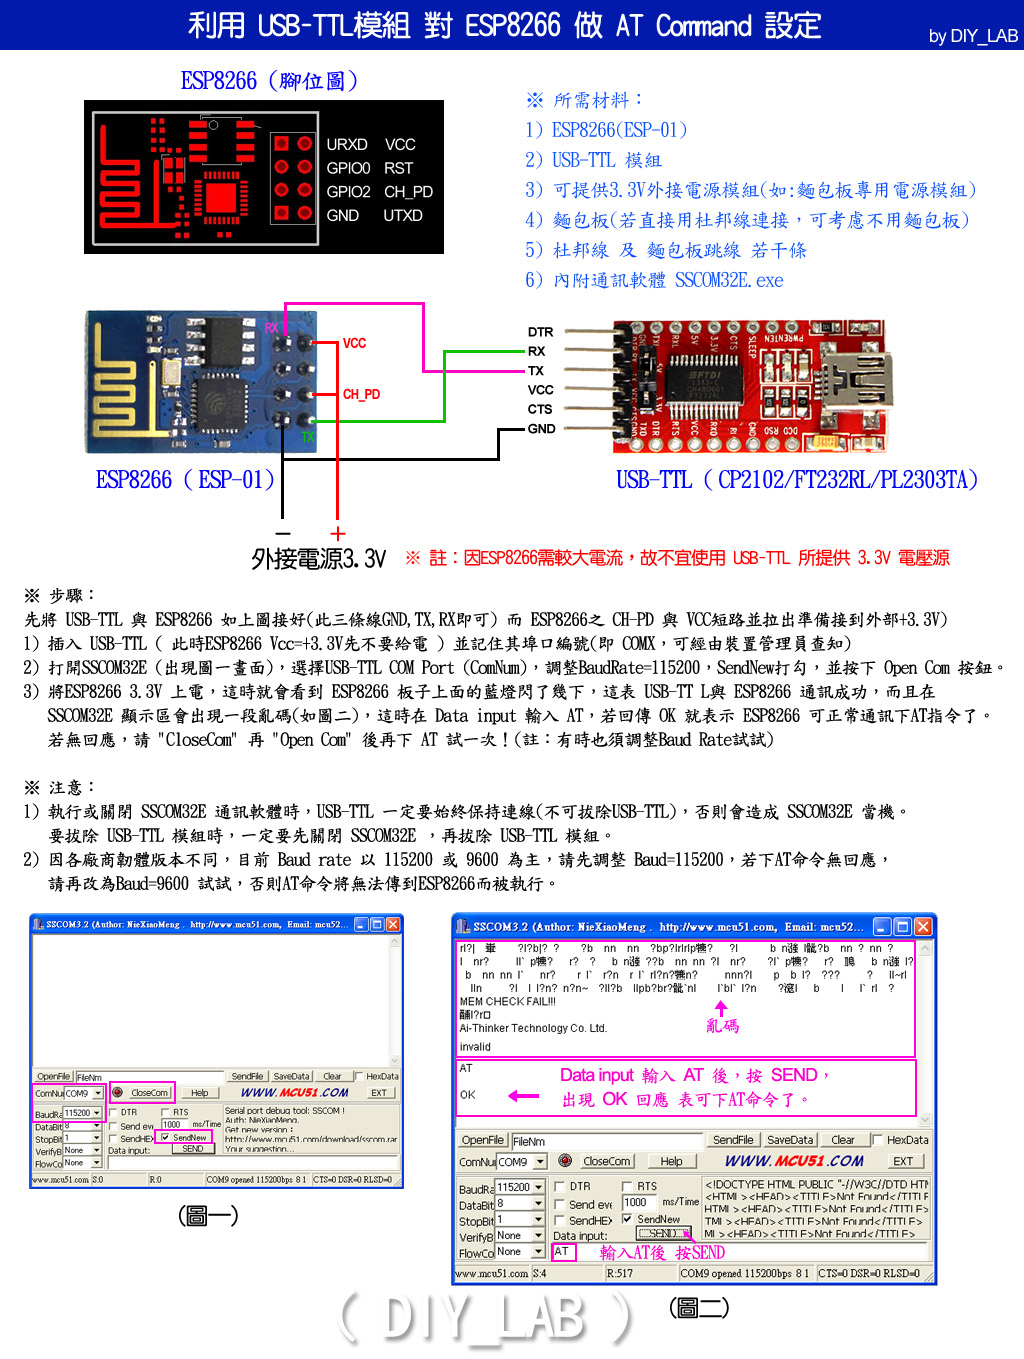 利用 USB-TTL模組 對 ESP8266 做 AT Command 設定
by DIY_LAB
ESP8266 (腳位圖)
URXD VCC
GPIO0 RST
GPIO2 CH_PD
GND UTXD
※ 所需材料：
1) ESP8266(ESP-01)
2) USB-TTL 模組
3) 可提供3.3V外接電源模組(如:麵包板專用電源模組)
4) 麵包板(若直接用杜邦線連接，可考慮不用麵包板)
5) 杜邦線 及 麵包板跳線 若干條
6) 內附通訊軟體 SSCOM32E.exe
RX
VCC
CH_PD
TX
DTR
RX
TX
VCC
CTS
GND
ESP8266 ( ESP-01)
USB-TTL ( CP2102/FT232RL/PL2303TA)
− +
外接電源3.3V
※ 註：因ESP8266需較大電流，故不宜使用 USB-TTL 所提供 3.3V 電壓源
※ 步驟：
先將 USB-TTL 與 ESP8266 如上圖接好(此三條線GND,TX,RX即可) 而 ESP8266之 CH-PD 與 VCC短路並拉出準備接到外部+3.3V)
1) 插入 USB-TTL ( 此時ESP8266 Vcc=+3.3V先不要給電 ) 並記住其埠口編號(即 COMX，可經由裝置管理員查知)
2) 打開SSCOM32E (出現圖一畫面)，選擇USB-TTL COM Port (ComNum)，調整BaudRate=115200，SendNew打勾，並按下 Open Com 按鈕。
3) 將ESP8266 3.3V 上電，這時就會看到 ESP8266 板子上面的藍燈閃了幾下，這表 USB-TT L與 ESP8266 通訊成功，而且在
SSCOM32E 顯示區會出現一段亂碼(如圖二)，這時在 Data input 輸入 AT，若回傳 OK 就表示 ESP8266 可正常通訊下AT指令了。
若無回應，請 "CloseCom" 再 "Open Com" 後再下 AT 試一次！(註：有時也須調整Baud Rate試試)
※ 注意：
1) 執行或關閉 SSCOM32E 通訊軟體時，USB-TTL 一定要始終保持連線(不可拔除USB-TTL)，否則會造成 SSCOM32E 當機。
要拔除 USB-TTL 模組時，一定要先關閉 SSCOM32E ，再拔除 USB-TTL 模組。
2) 因各廠商韌體版本不同，目前 Baud rate 以 115200 或 9600 為主，請先調整 Baud=115200，若下AT命令無回應，
請再改為Baud=9600 試試，否則AT命令將無法傳到ESP8266而被執行。
SSCOM3.2 (Author: NieXiaoMeng . http://www.mcu51.com, Email: mcu52...
OpenFile FileNm SendFile SaveData Clear HexData
ComNum COM9 CloseCom Help WWW.MCU51.COM EXT
BaudRa 115200 DTR RTS
DataBit 8 Send eve 1000 ms/Time
StopBit 1 SendHEX SendNew
VerifyB None Data input: SEND
FlowCo None
Serial port debug tool: SSCOM !
Auth: NieXiaoMeng.
Get new version :
http://www.mcu51.com/download/sscom.rar
Your suggestion...
www.mcu51.com S:0 R:0 COM9 opened 115200bps 8 1 CTS=0 DSR=0 RLSD=0
(圖一)
SSCOM3.2 (Author: NieXiaoMeng . http://www.mcu51.com, Email: mcu52...
MEM CHECK FAIL!!!
Ai-Thinker Technology Co. Ltd.
invalid
亂碼
AT
OK
Data input 輸入 AT 後，按 SEND，
出現 OK 回應 表可下AT命令了。
OpenFile FileNm SendFile SaveData Clear HexData
ComNum COM9 CloseCom Help WWW.MCU51.COM EXT
BaudRa 115200 DTR RTS
DataBit 8 Send eve 1000 ms/Time
StopBit 1 SendHEX SendNew
VerifyB None Data input: SEND
FlowCo None AT
<!DOCTYPE HTML PUBLIC "-//W3C//DTD HTM
<HTML ><HEAD><TITLE>Not Found</TITLE
HTML ><HEAD><TITLE>Not Found</TITLE>
TML ><HEAD><TITLE>Not Found</TITLE>
ML ><HEAD><TITLE>Not Found</TITLE>
輸入AT後 按SEND
www.mcu51.com S:4 R:517 COM9 opened 115200bps 8 1 CTS=0 DSR=0 RLSD=0
(圖二)
( DIY_LAB )